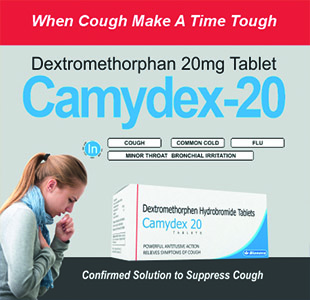 When Cough Make A Time Tough
Dextromethorphan 20mg Tablet
Camydex-20
In
COUGH
COMMON COLD
FLU
MINOR THROAT BRONCHIAL IRRITATION
Dextromethorphen Hydrobromide Tablets
Camydex 20
TABLETS
POWERFUL ANTITUSSIVE ACTION
RELIEVES SYMPTOMS OF COUGH
Confirmed Solution to Suppress Cough